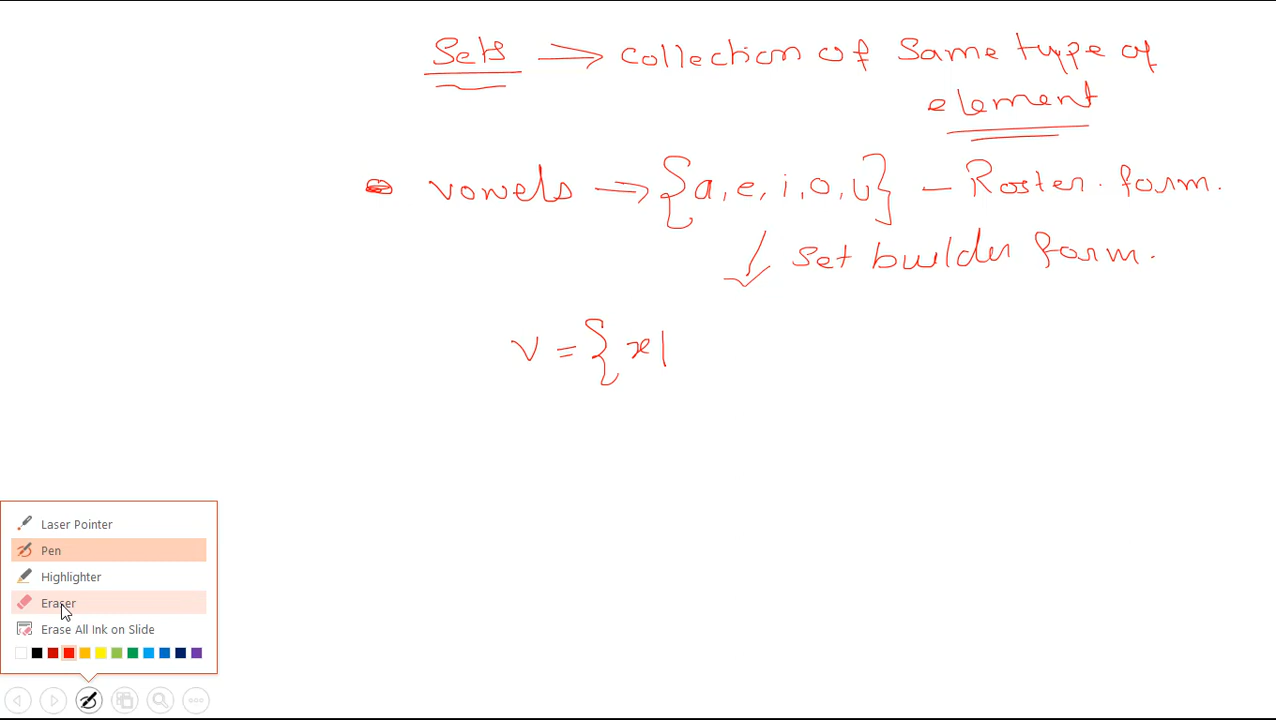 Sets → collection of same type of
element
vowels → {a, e, i, o, u} — Roster form.
↓ set builder form.
V = { x |
Laser Pointer
Pen
Highlighter
Eraser
Erase All Ink on Slide